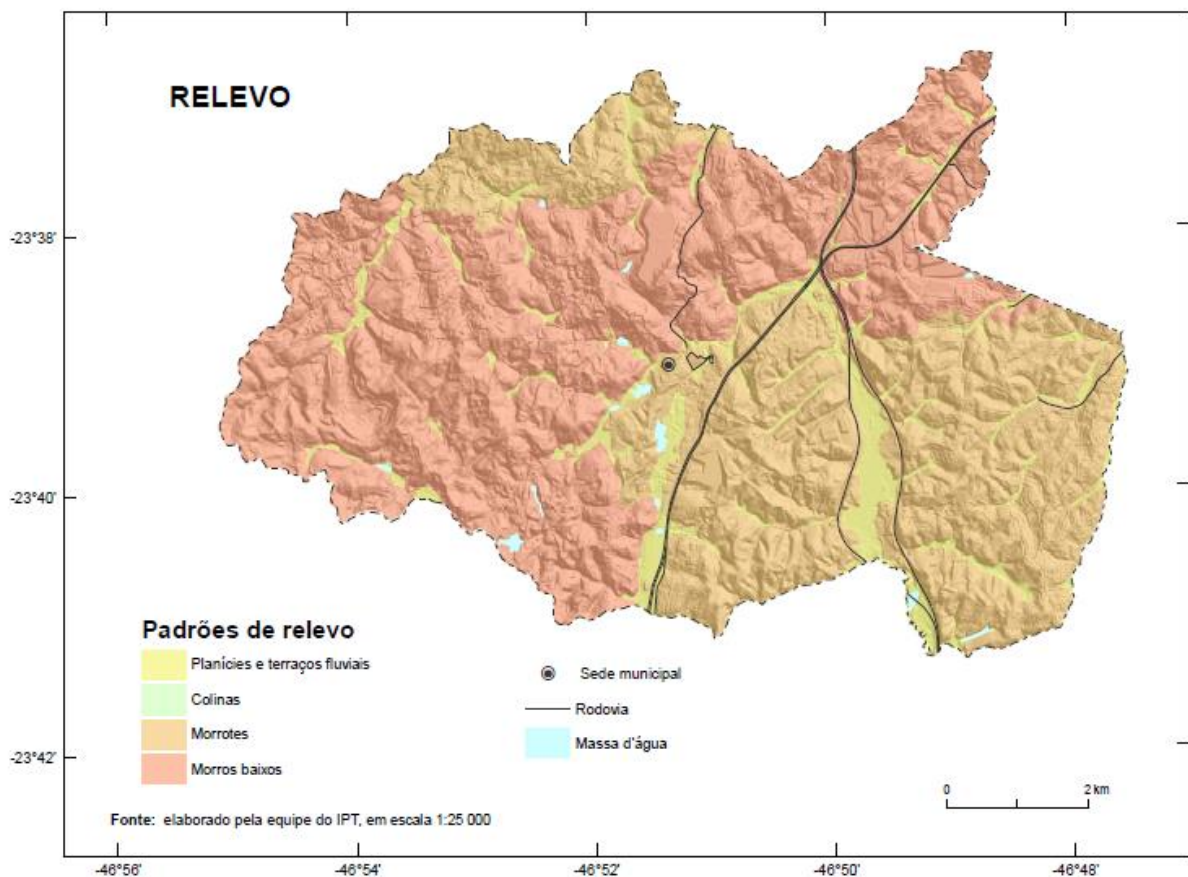 RELEVO
-23°38'
-23°40'
-23°42'
Padrões de relevo
Planícies e terraços fluviais
Colinas
Morrotes
Morros baixos
Sede municipal
Rodovia
Massa d'água
0 2 km
Fonte: elaborado pela equipe do IPT, em escala 1:25 000
-46°56' -46°54' -46°52' -46°50' -46°48'